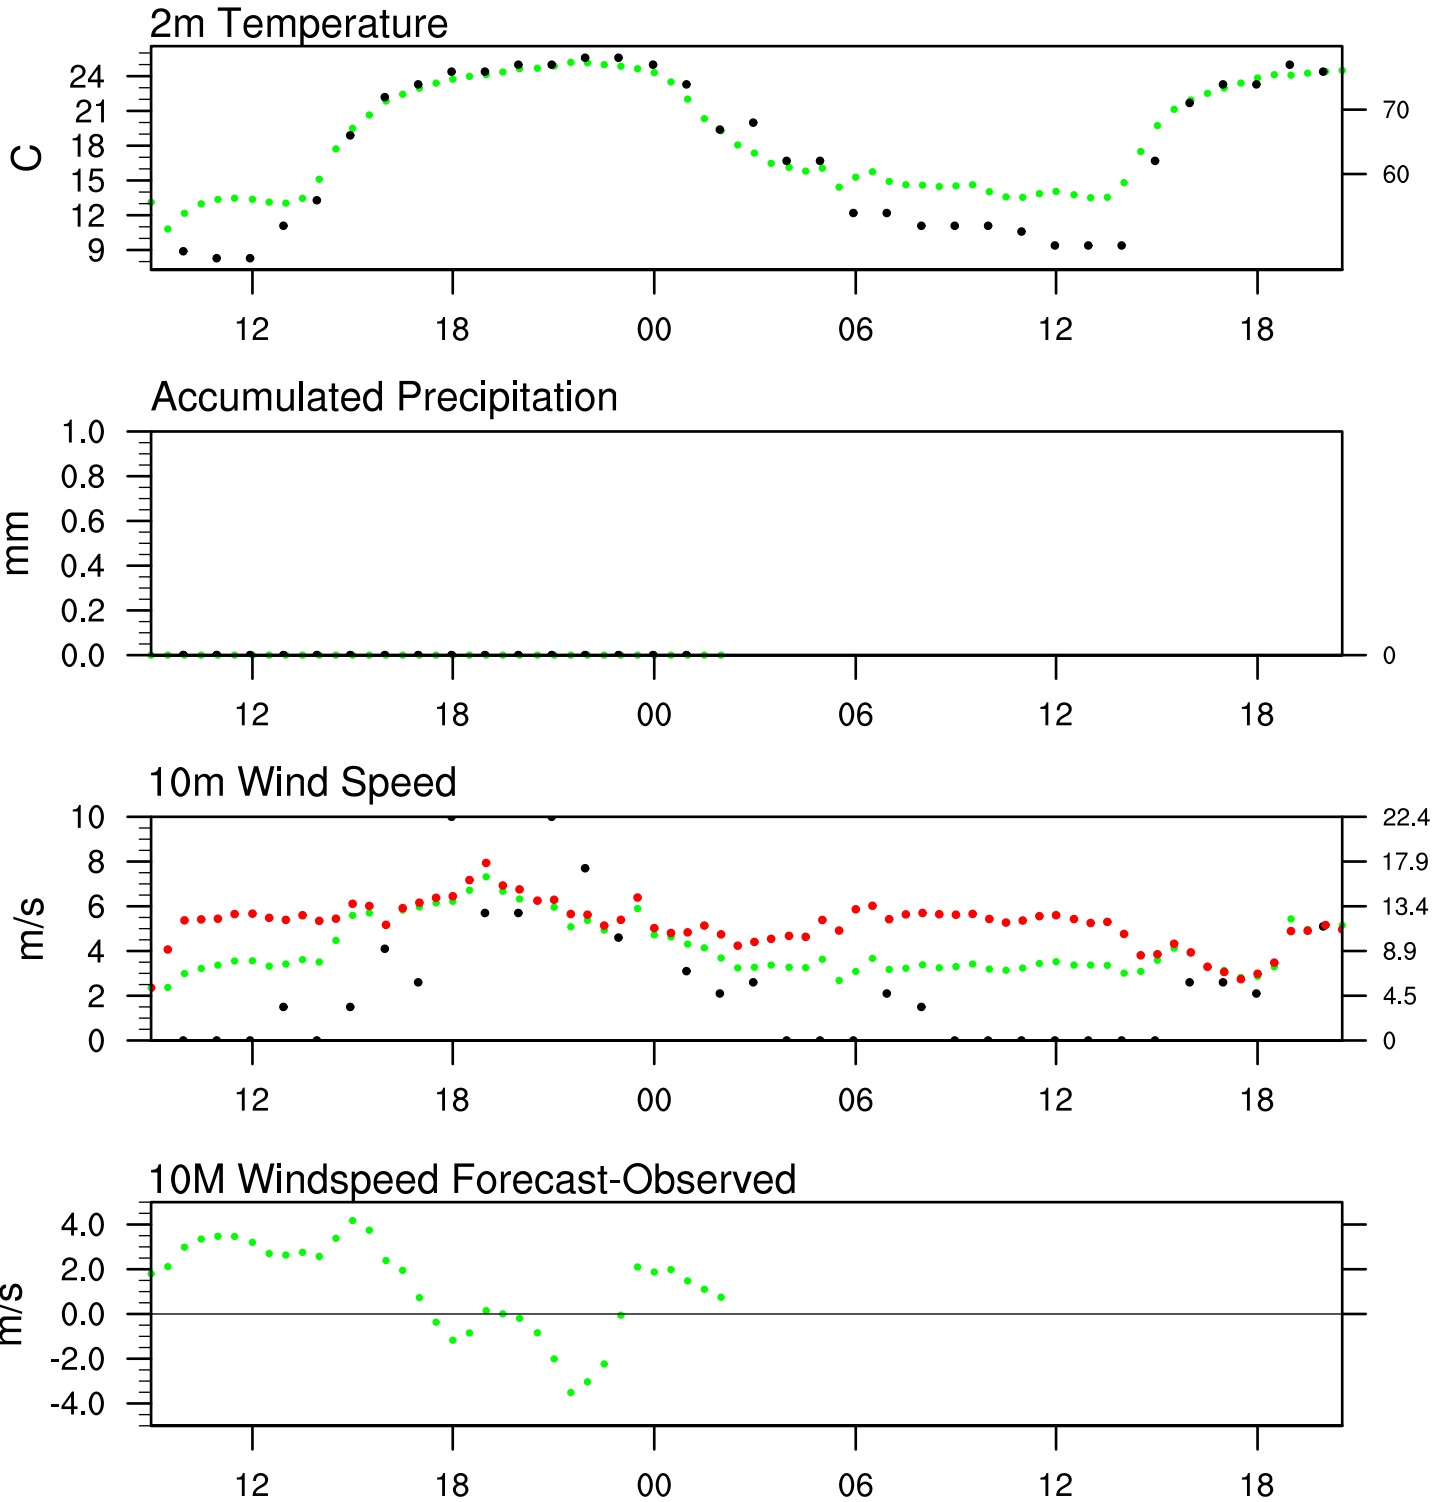 2m Temperature
24
21
18
15
12
9
C
70
60
12 18 00 06 12 18
Accumulated Precipitation
1.0
0.8
0.6
0.4
0.2
0.0
mm
0
12 18 00 06 12 18
10m Wind Speed
10 22.4
8 17.9
6 13.4
4 8.9
2 4.5
0 0
m/s
12 18 00 06 12 18
10M Windspeed Forecast-Observed
4.0
2.0
0.0
-2.0
-4.0
m/s
12 18 00 06 12 18